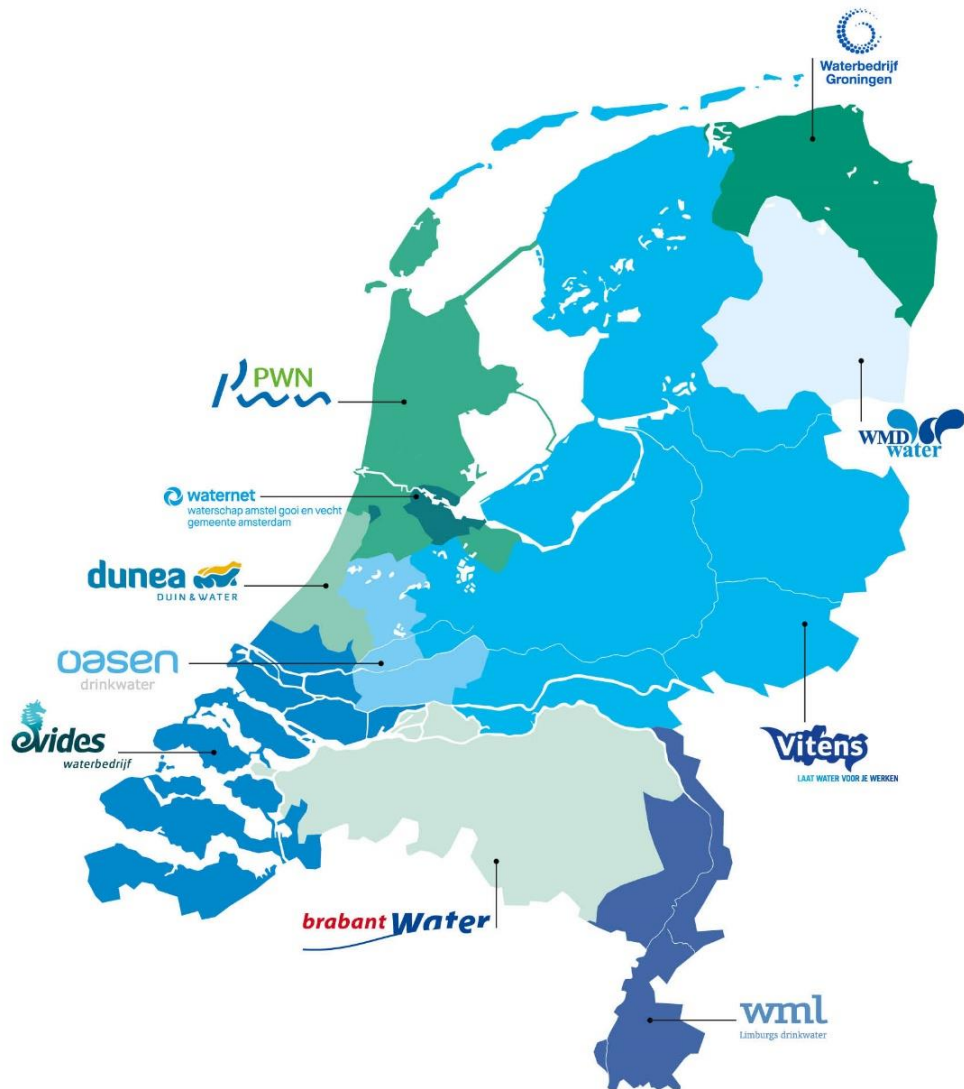 Waterbedrijf
Groningen
PWN
WMD
water
waternet
waterschap amstel gooi en vecht
gemeente amsterdam
dunea
DUIN & WATER
oasen
drinkwater
evides
waterbedrijf
Vitens
LAAT WATER VOOR JE WERKEN
brabant Water
wml
Limburgs drinkwater